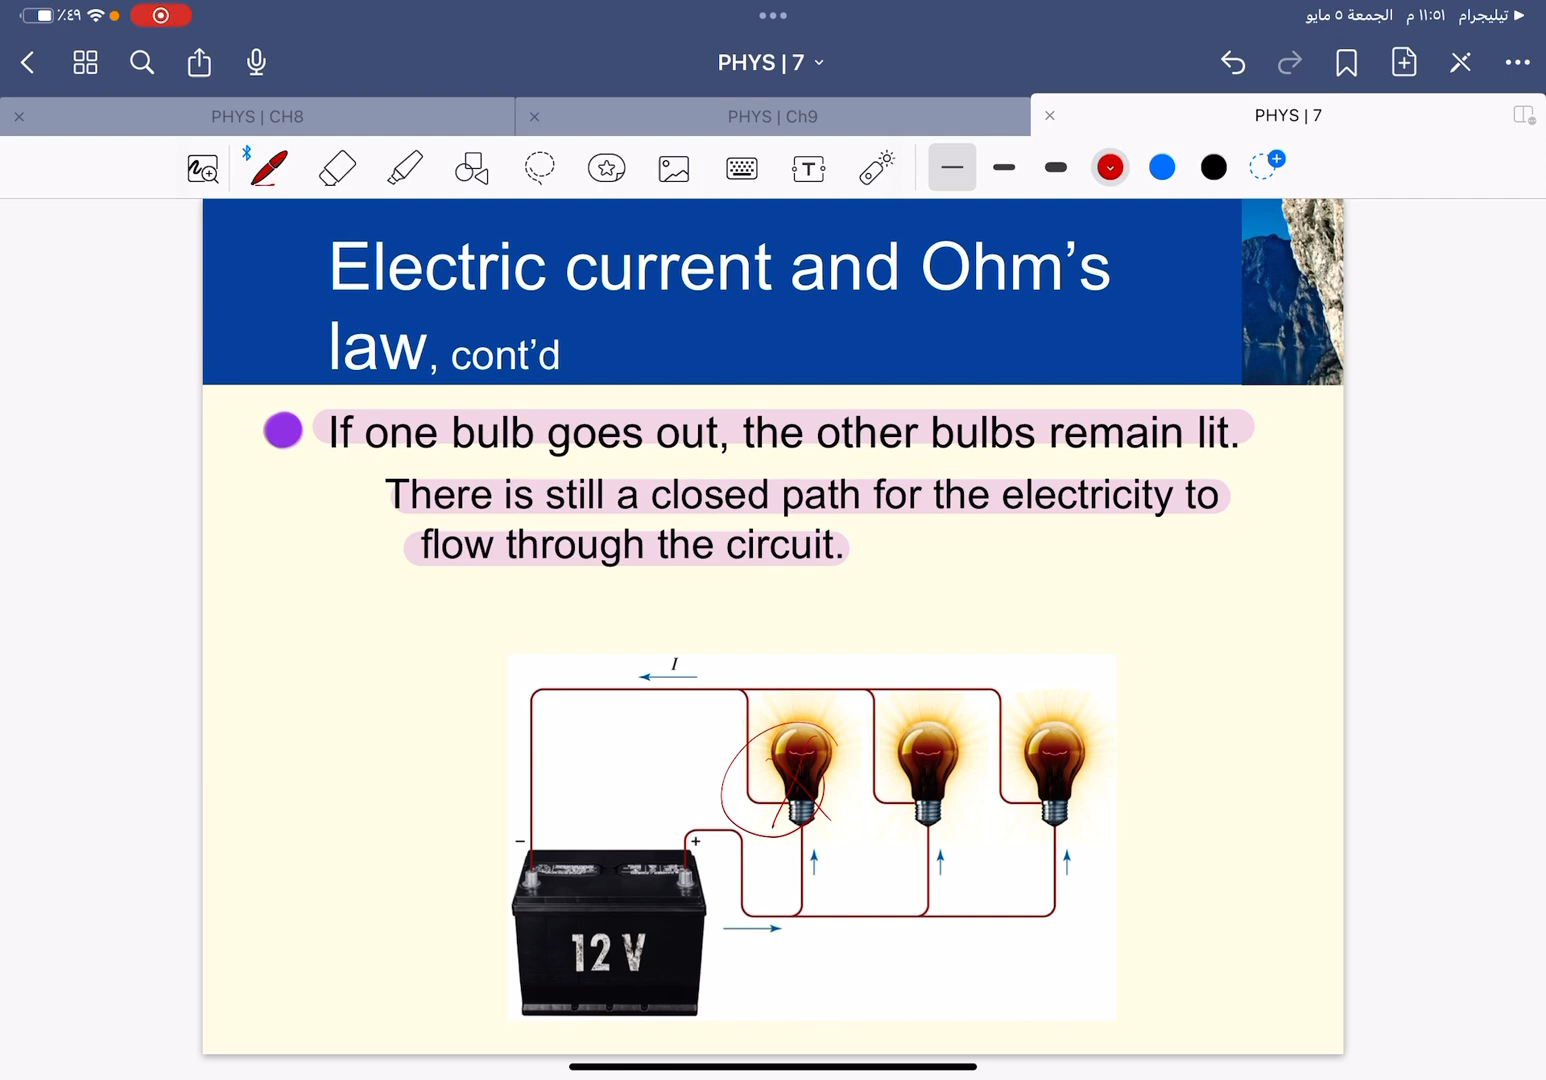 ٪٤٩
تيليجرام ١١:٥١ م الجمعة ٥ مايو
PHYS | 7
PHYS | CH8
PHYS | Ch9
PHYS | 7
T
Electric current and Ohm’s
law, cont’d
If one bulb goes out, the other bulbs remain lit.
There is still a closed path for the electricity to
flow through the circuit.
I
− +
12 V